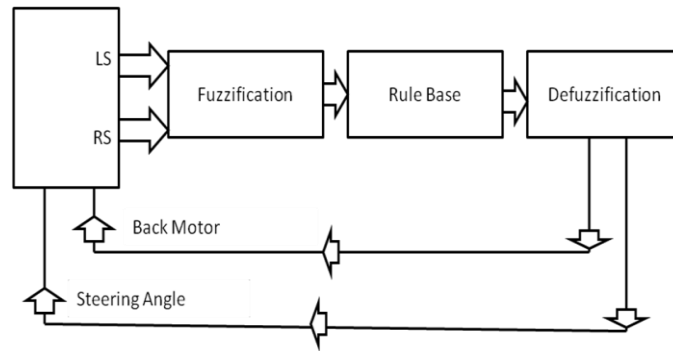 LS
Fuzzification
Rule Base
Defuzzification
RS
Back Motor
Steering Angle